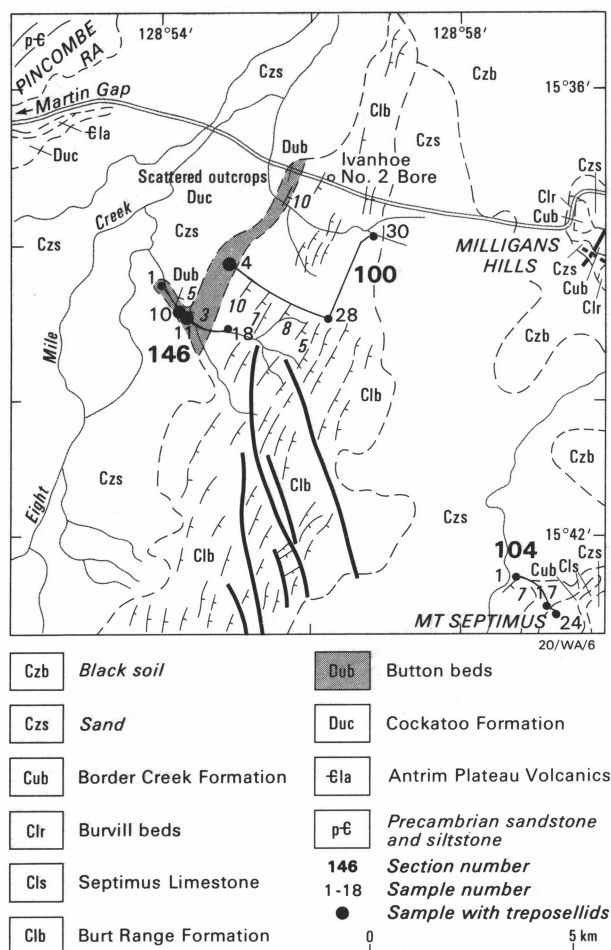 128°54'
128°58'
p-Є
PINCOMBE
RA
Czs
Czb
15°36'
Martin Gap
Clb
Єla
Dub
Czs
Duc
Ivanhoe
No. 2 Bore
Czs
Scattered outcrops
Duc
10
Clr
Cub
Creek
30
Czs
Czs
MILLIGANS
HILLS
4
100
1
Dub
5
Czs
Cub
10
10
3
7
28
Clr
11
18
8
146
5
Czb
Mile
Clb
Czb
Clb
Czs
Eight
Czs
15°42'
Clb
104
Czs
Cls
1
Cub
7
17
MT SEPTIMUS
24
20/WA/6
Czb Black soil
Czs Sand
Cub Border Creek Formation
Clr Burvill beds
Cls Septimus Limestone
Clb Burt Range Formation
Dub Button beds
Duc Cockatoo Formation
Єla Antrim Plateau Volcanics
p-Є Precambrian sandstone
and siltstone
146 Section number
1-18 Sample number
Sample with treposellids
0 5 km